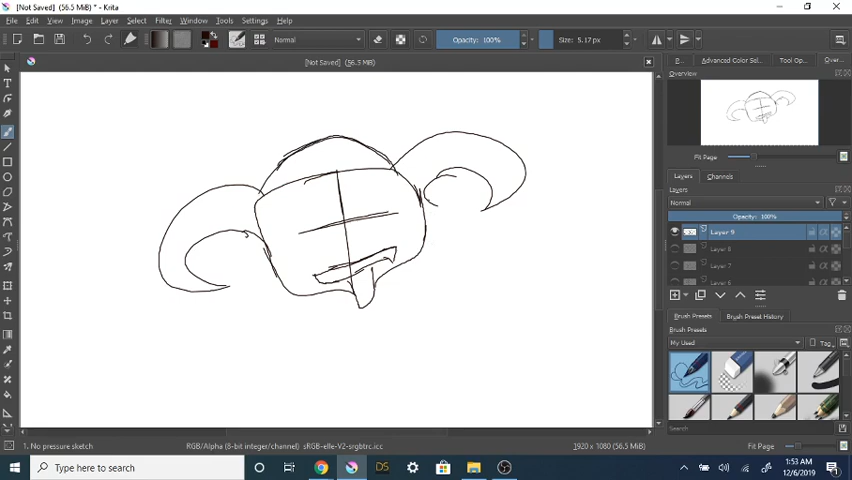 [Not Saved] (56.5 MiB) * - Krita
File Edit View Image Layer Select Filter Window Tools Settings Help
Normal Opacity: 100% Size: 5.17 px
[Not Saved] (56.5 MiB)
P... Advanced Color Sel... Tool Op... Over...
Overview
Fit Page
Layers Channels
Layers
Normal
Opacity: 100%
Layer 9
Layer 8
Layer 7
Layer 6
Brush Presets Brush Preset History
Brush Presets
My Used Tag
Search
1. No pressure sketch RGB/Alpha (8-bit integer/channel) sRGB-elle-V2-srgbtrc.icc 1920 x 1080 (56.5 MiB) Fit Page
Type here to search DS 1:53 AM
12/6/2019